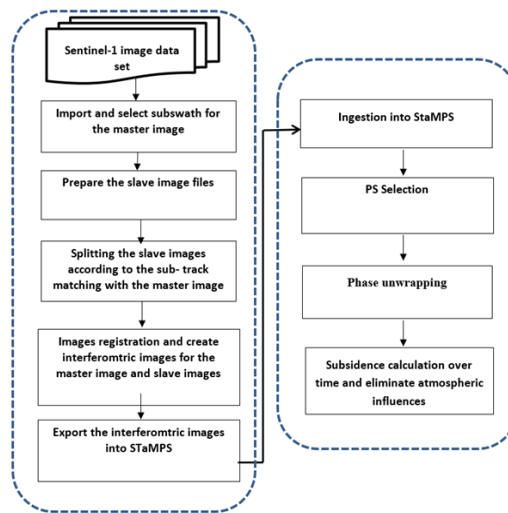 Sentinel-1 image data
set
Import and select subswath for
the master image
Prepare the slave image files
Splitting the slave images
according to the sub- track
matching with the master image
Images registration and create
interferomtric images for the
master image and slave images
Export the interferomtric images
into STaMPS
Ingestion into StaMPS
PS Selection
Phase unwrapping
Subsidence calculation over
time and eliminate atmospheric
influences